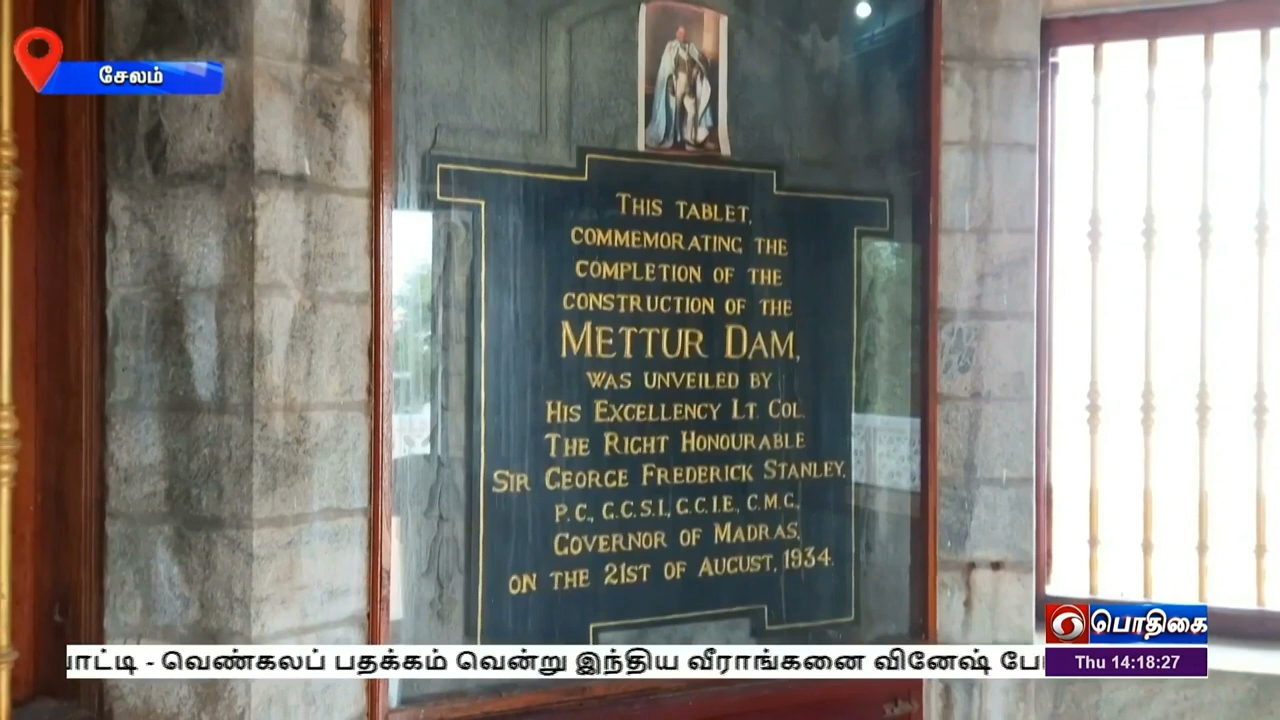 சேலம்
THIS TABLET,
COMMEMORATING THE
COMPLETION OF THE
CONSTRUCTION OF THE
METTUR DAM,
WAS UNVEILED BY
HIS EXCELLENCY LT. COL.
THE RIGHT HONOURABLE
SIR GEORGE FREDERICK STANLEY,
P.C., G.C.S.I., G.C.I.E., C.M.G.,
GOVERNOR OF MADRAS,
ON THE 21ST OF AUGUST, 1934.
பொதிகை
- வெண்கலப் பதக்கம் வென்று இந்திய வீராங்கனை வினேஷ்
Thu 14:18:27